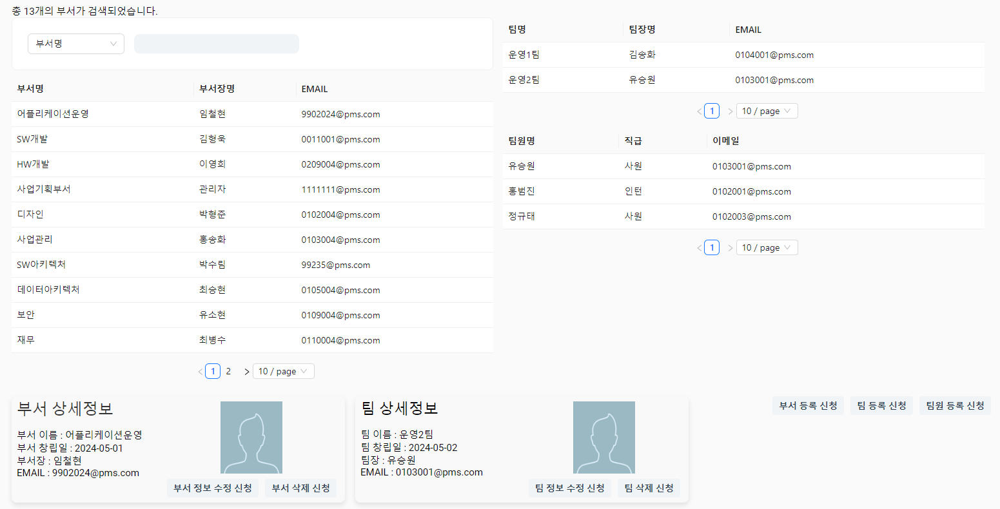 총 13개의 부서가 검색되었습니다.
부서명
부서명 부서장명 EMAIL
어플리케이션운영 임철현 9902024@pms.com
SW개발 김형욱 0011001@pms.com
HW개발 이영희 0209004@pms.com
사업기획부서 관리자 1111111@pms.com
디자인 박형준 0102004@pms.com
사업관리 홍송화 0103004@pms.com
SW아키텍처 박수림 99235@pms.com
데이터아키텍처 최승현 0105004@pms.com
보안 유소현 0109004@pms.com
재무 최병수 0110004@pms.com
< 1 2 > 10 / page
팀명 팀장명 EMAIL
운영1팀 김송화 0104001@pms.com
운영2팀 유승원 0103001@pms.com
< 1 > 10 / page
팀원명 직급 이메일
유승원 사원 0103001@pms.com
홍범진 인턴 0102001@pms.com
정규태 사원 0102003@pms.com
< 1 > 10 / page
부서 상세정보
부서 이름 : 어플리케이션운영
부서 창립일 : 2024-05-01
부서장 : 임철현
EMAIL : 9902024@pms.com
부서 정보 수정 신청 부서 삭제 신청
팀 상세정보
팀 이름 : 운영2팀
팀 창립일 : 2024-05-02
팀장 : 유승원
EMAIL : 0103001@pms.com
팀 정보 수정 신청 팀 삭제 신청
부서 등록 신청 팀 등록 신청 팀원 등록 신청